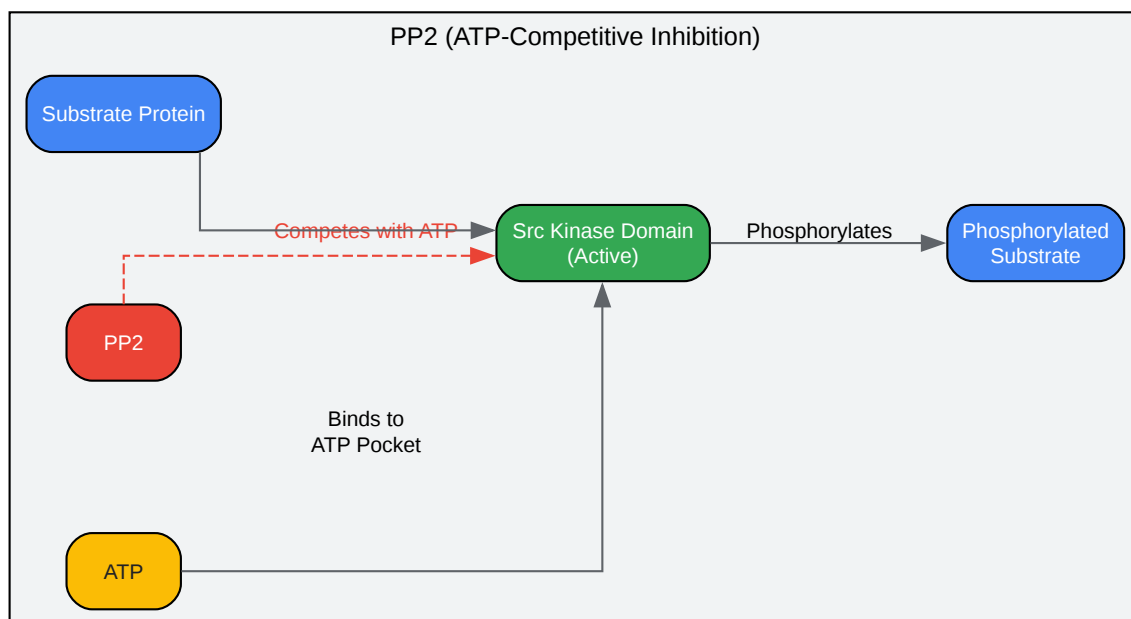 PP2 (ATP-Competitive Inhibition)
Substrate Protein
Competes with ATP
Src Kinase Domain
(Active)
Phosphorylates
Phosphorylated
Substrate
PP2
Binds to
ATP Pocket
ATP